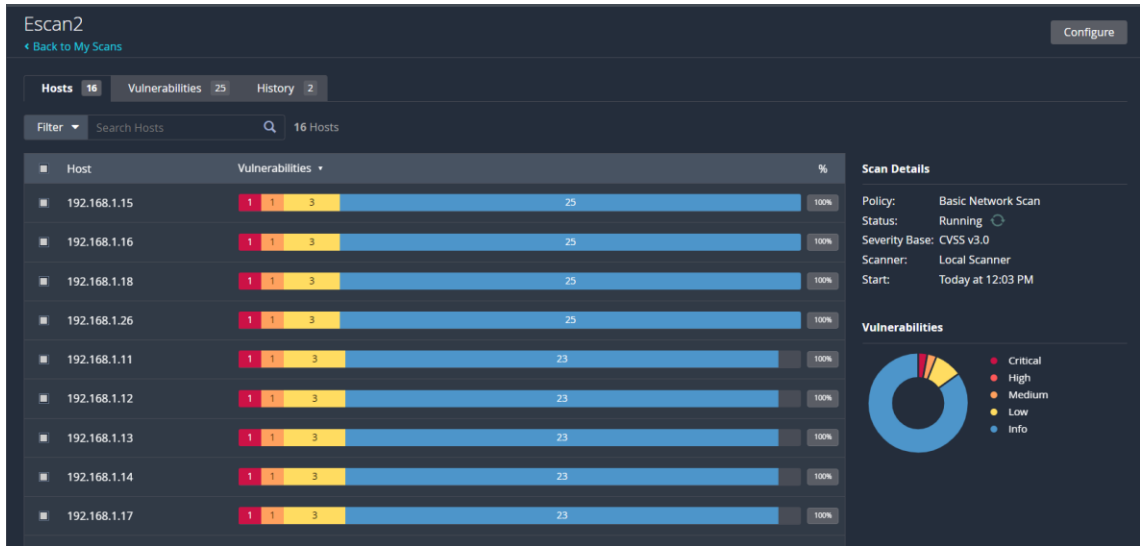 Escan2
< Back to My Scans
Configure
Hosts 16 Vulnerabilities 25 History 2
Filter Search Hosts 16 Hosts
Host Vulnerabilities %
192.168.1.15 1 1 3 25 100%
192.168.1.16 1 1 3 25 100%
192.168.1.18 1 1 3 25 100%
192.168.1.26 1 1 3 25 100%
192.168.1.11 1 1 3 23 100%
192.168.1.12 1 1 3 23 100%
192.168.1.13 1 1 3 23 100%
192.168.1.14 1 1 3 23 100%
192.168.1.17 1 1 3 23 100%
Scan Details
Policy: Basic Network Scan
Status: Running
Severity Base: CVSS v3.0
Scanner: Local Scanner
Start: Today at 12:03 PM
Vulnerabilities
Critical
High
Medium
Low
Info